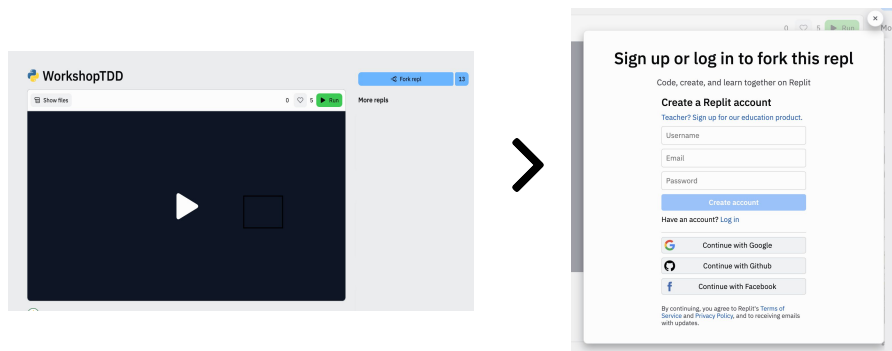 WorkshopTDD
Fork repl 13
Show files 0 5 Run
More repls
0 5 Run Mo
Sign up or log in to fork this repl
Code, create, and learn together on Replit
Create a Replit account
Teacher? Sign up for our education product.
Username
Email
Password
Create account
Have an account? Log in
Continue with Google
Continue with Github
Continue with Facebook
By continuing, you agree to Replit's Terms of
Service and Privacy Policy, and to receiving emails
with updates.